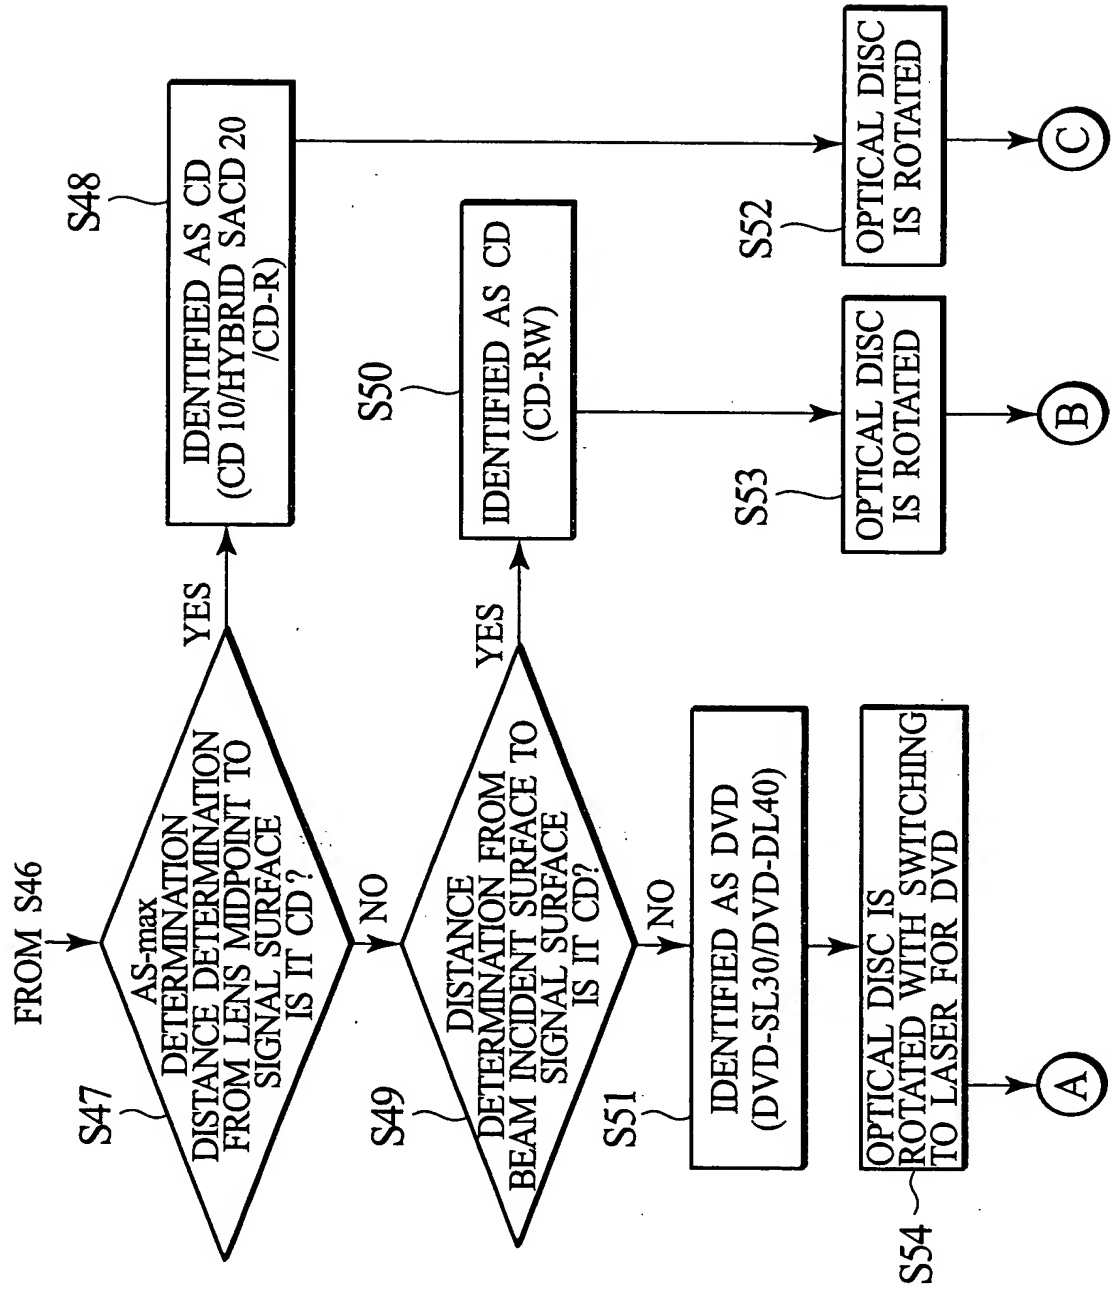 FROM S46
S47
AS-max
DETERMINATION
DISTANCE DETERMINATION
FROM LENS MIDPOINT TO
SIGNAL SURFACE
IS IT CD?
YES
S48
IDENTIFIED AS CD
(CD 10/HYBRID SACD 20
/CD-R)
NO
S49
DISTANCE
DETERMINATION FROM
BEAM INCIDENT SURFACE TO
SIGNAL SURFACE
IS IT CD?
YES
S50
IDENTIFIED AS CD
(CD-RW)
NO
S51
IDENTIFIED AS DVD
(DVD-SL30/DVD-DL40)
S54
OPTICAL DISC IS
ROTATED WITH SWITCHING
TO LASER FOR DVD
S53
OPTICAL DISC
IS ROTATED
S52
OPTICAL DISC
IS ROTATED
A
B
C